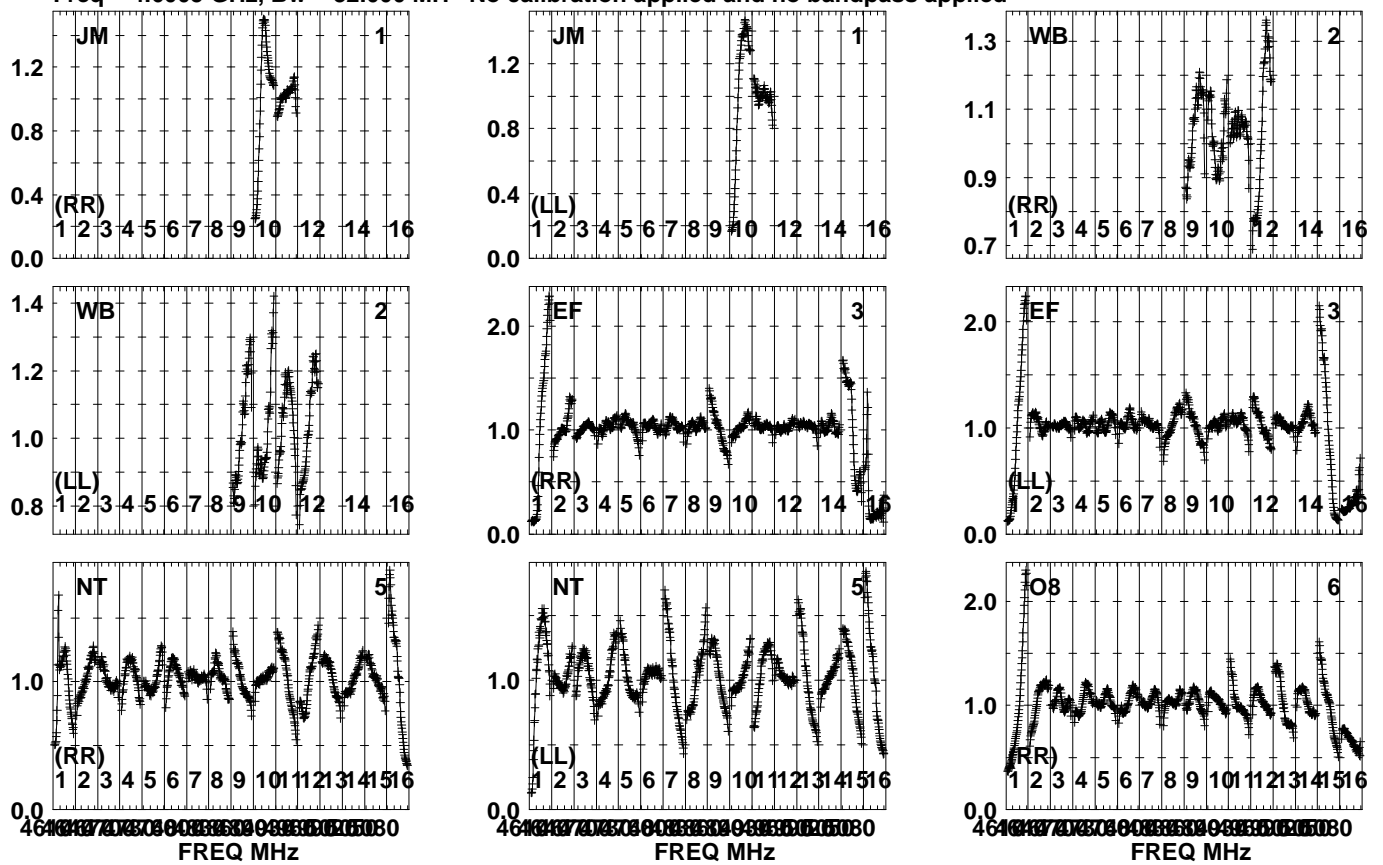 No calibration applied and no bandpass applied
JM 1
1.2
0.8
0.4
0.0
(RR)
1 2 3 4 5 6 7 8 9 10 12 14 16
JM 1
1.2
0.8
0.4
0.0
(LL)
1 2 3 4 5 6 7 8 9 10 12 14 16
WB 2
1.3
1.1
0.9
0.7
(RR)
1 2 3 4 5 6 7 8 9 10 12 14 16
WB 2
1.4
1.2
1.0
0.8
(LL)
1 2 3 4 5 6 7 8 9 10 12 14 16
EF 3
2.0
1.0
0.0
(RR)
1 2 3 4 5 6 7 8 9 10 12 14 16
EF 3
2.0
1.0
0.0
(LL)
1 2 3 4 5 6 7 8 9 10 12 14 16
NT 5
1.0
0.0
(RR)
1 2 3 4 5 6 7 8 9 10 12 13 15 16
FREQ MHz
NT 5
1.0
0.0
(LL)
1 2 3 4 5 6 7 8 9 10 12 13 14 15 16
FREQ MHz
O8 6
2.0
1.0
0.0
(RR)
1 2 3 4 5 6 7 8 9 10 12 13 14 15 16
FREQ MHz